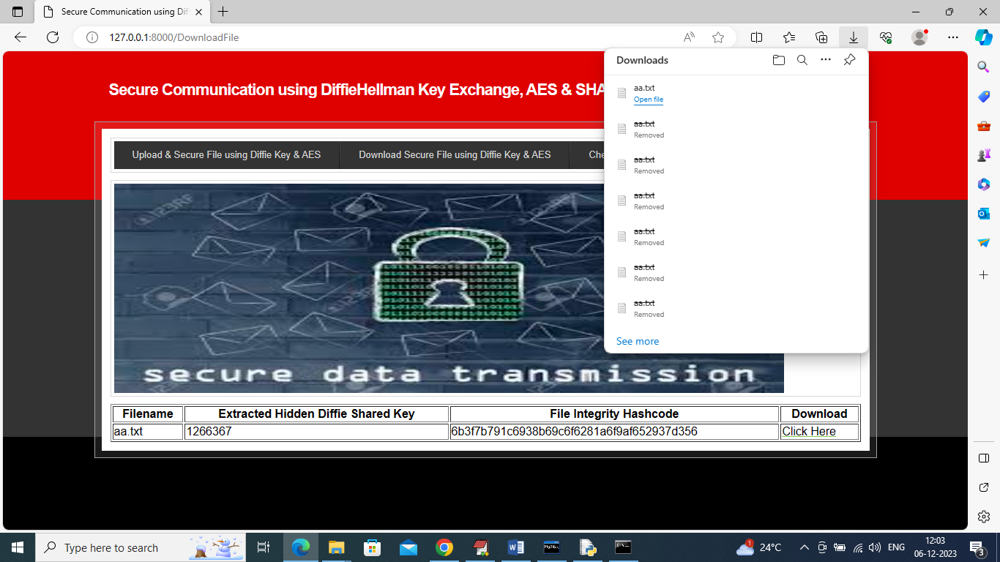 Secure Communication using Dif
127.0.0.1:8000/DownloadFile
Downloads
Secure Communication using DiffieHellman Key Exchange, AES & SHA
aa.txt
Open file
aa.txt
Removed
aa.txt
Removed
aa.txt
Removed
aa.txt
Removed
aa.txt
Removed
aa.txt
Removed
See more
Upload & Secure File using Diffie Key & AES
Download Secure File using Diffie Key & AES
Che
secure data transmission
Filename Extracted Hidden Diffie Shared Key File Integrity Hashcode Download
aa.txt 1266367 6b3f7b791c6938b69c6f6281a6f9af652937d356 Click Here
Type here to search
1
24°C
ENG
12:03
06-12-2023
3